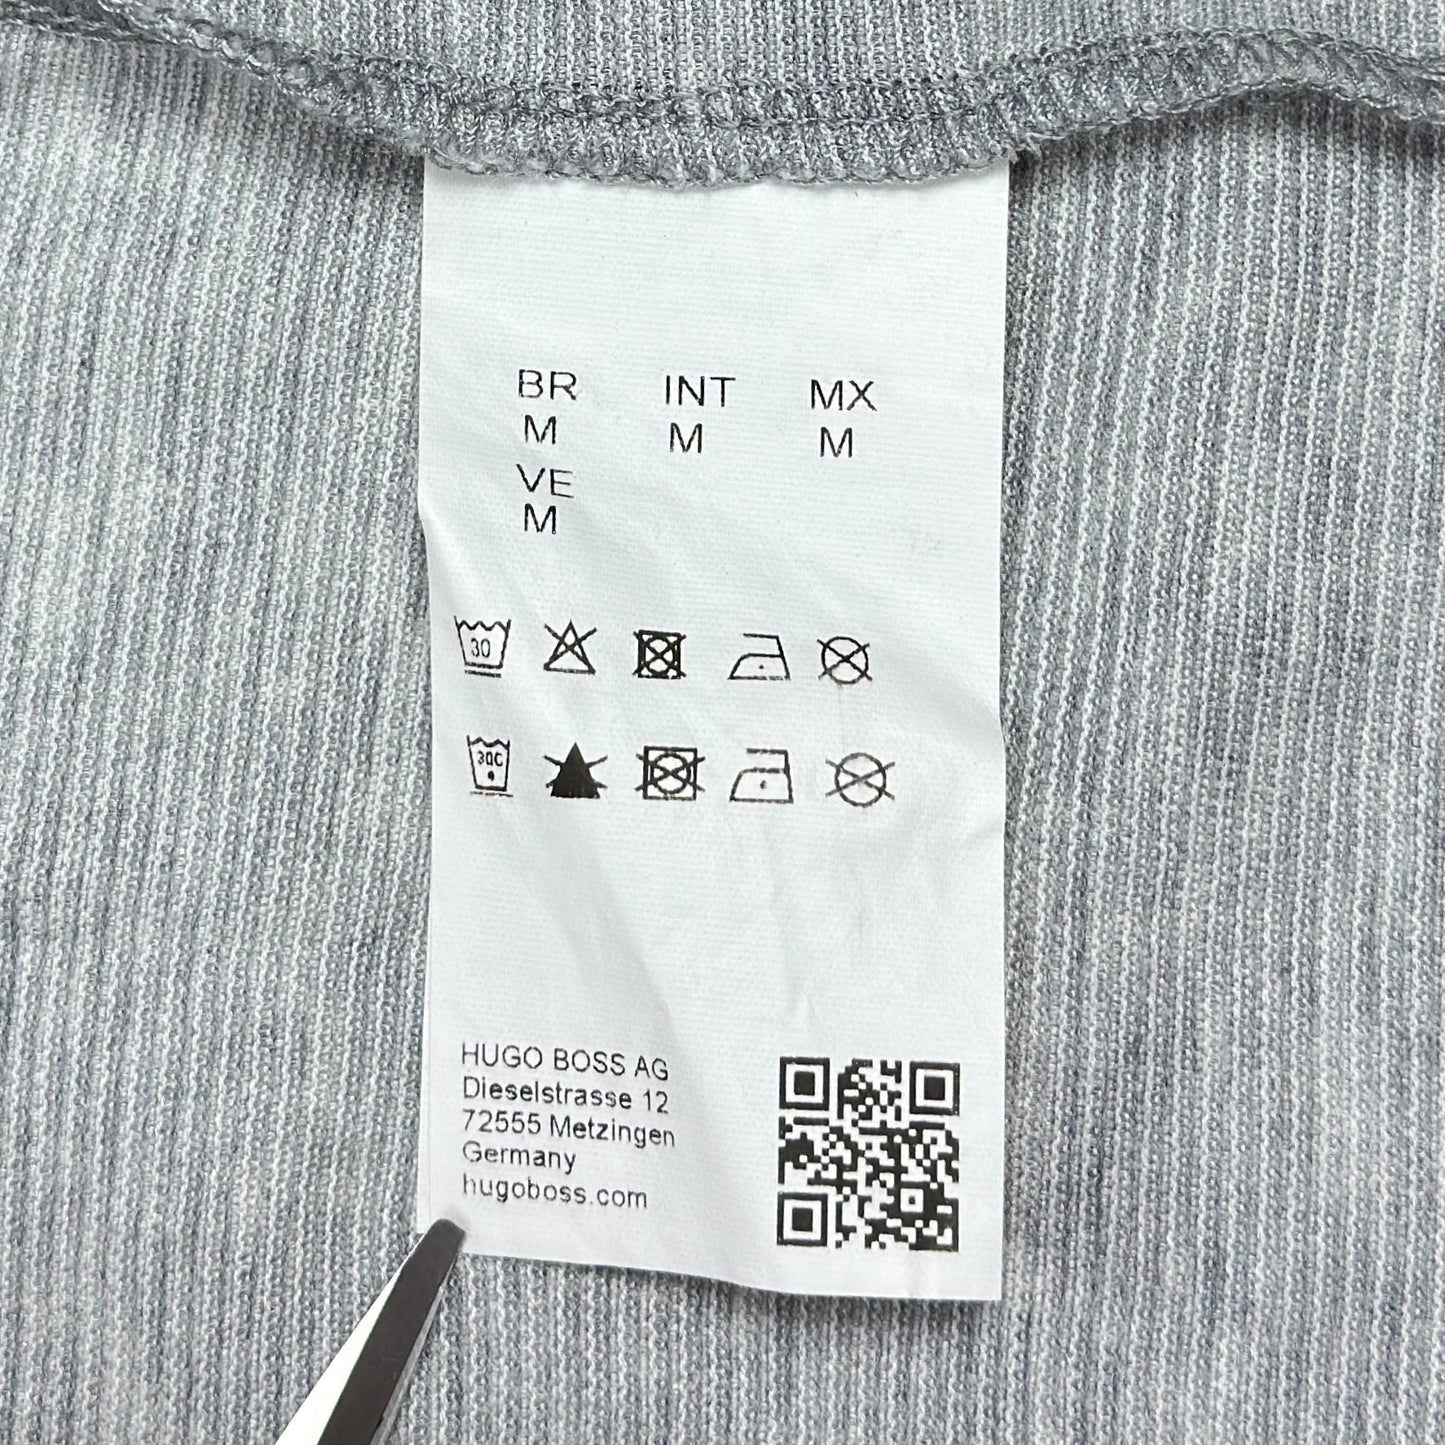 BR INT MX
M M M
VE
M
30
30C
HUGO BOSS AG
Dieselstrasse 12
72555 Metzingen
Germany
hugoboss.com